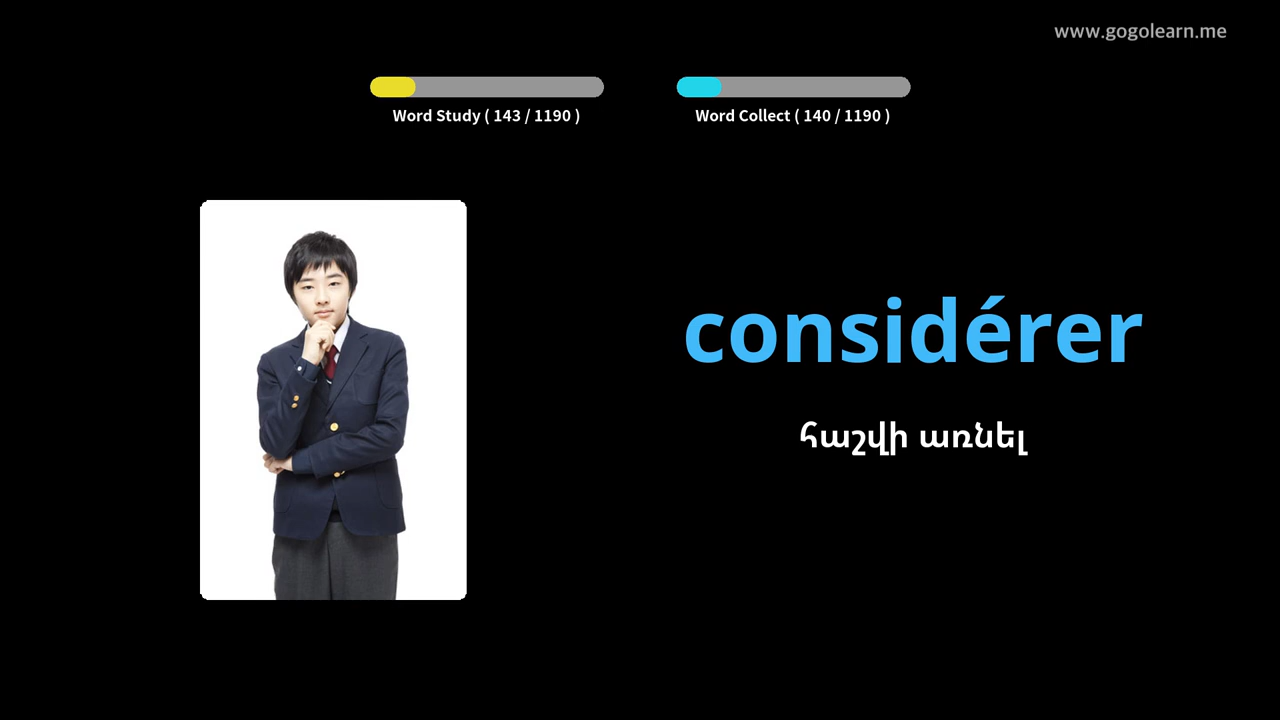 www.gogolearn.me
Word Study ( 143 / 1190 )
Word Collect ( 140 / 1190 )
considérer
հաշվի առնել